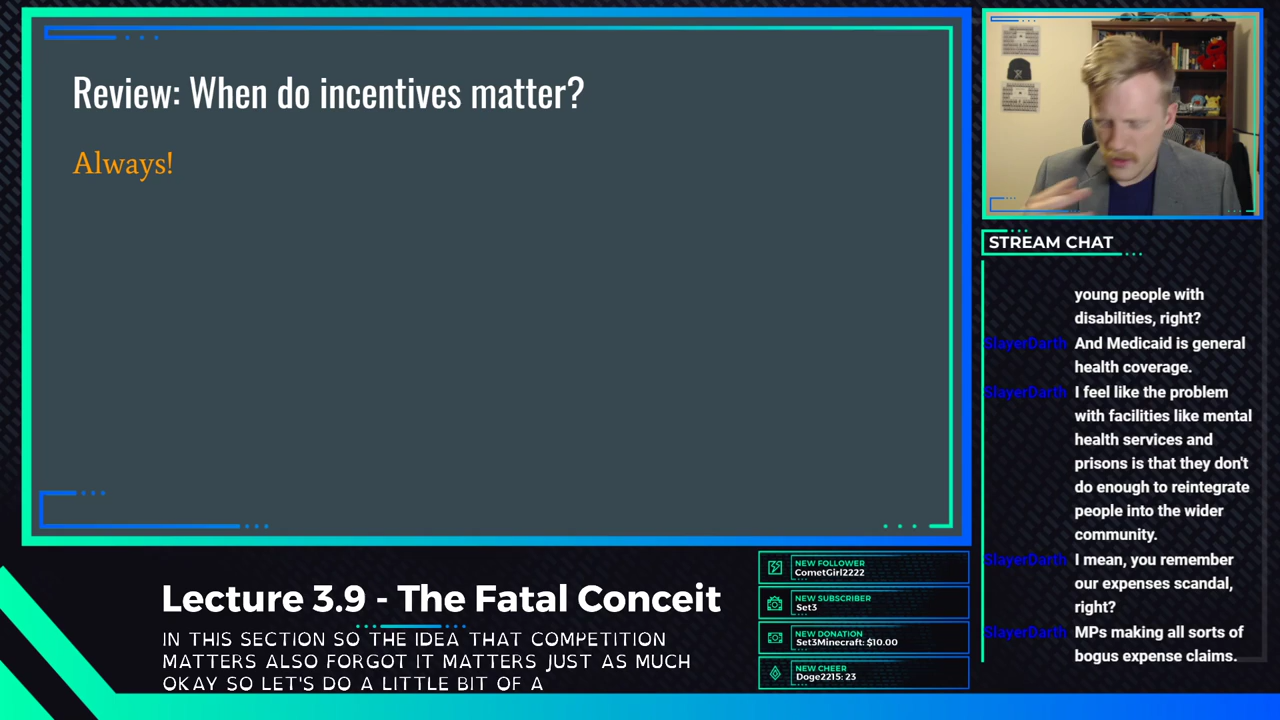 Review: When do incentives matter?
Always!
STREAM CHAT
young people with
disabilities, right?
SlayerDarth And Medicaid is general
health coverage.
SlayerDarth I feel like the problem
with facilities like mental
health services and
prisons is that they don't
do enough to reintegrate
people into the wider
community.
SlayerDarth I mean, you remember
our expenses scandal,
right?
SlayerDarth MPs making all sorts of
bogus expense claims.
Lecture 3.9 - The Fatal Conceit
IN THIS SECTION SO THE IDEA THAT COMPETITION
MATTERS ALSO FORGOT IT MATTERS JUST AS MUCH
OKAY SO LET'S DO A LITTLE BIT OF A
NEW FOLLOWER
CometGirl2222
NEW SUBSCRIBER
Set3
NEW DONATION
Set3Minecraft: $10.00
NEW CHEER
Doge2215: 23